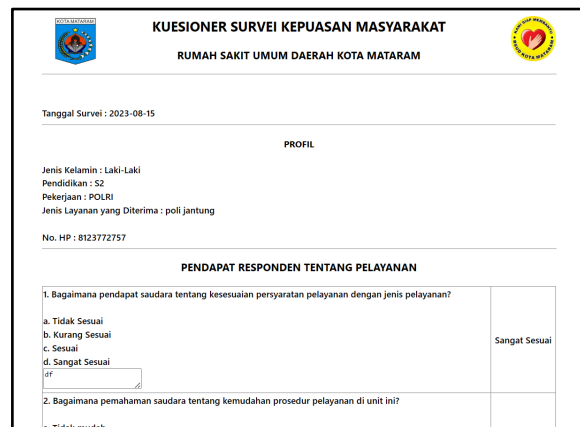 KOTA MATARAM
KUESIONER SURVEI KEPUASAN MASYARAKAT
RUMAH SAKIT UMUM DAERAH KOTA MATARAM
Tanggal Survei : 2023-08-15
PROFIL
Jenis Kelamin : Laki-Laki
Pendidikan : S2
Pekerjaan : POLRI
Jenis Layanan yang Diterima : poli jantung
No. HP : 8123772757
PENDAPAT RESPONDEN TENTANG PELAYANAN
1. Bagaimana pendapat saudara tentang kesesuaian persyaratan pelayanan dengan jenis pelayanan?
a. Tidak Sesuai
b. Kurang Sesuai
c. Sesuai
d. Sangat Sesuai
df
Sangat Sesuai
2. Bagaimana pemahaman saudara tentang kemudahan prosedur pelayanan di unit ini?
a. Tidak mudah